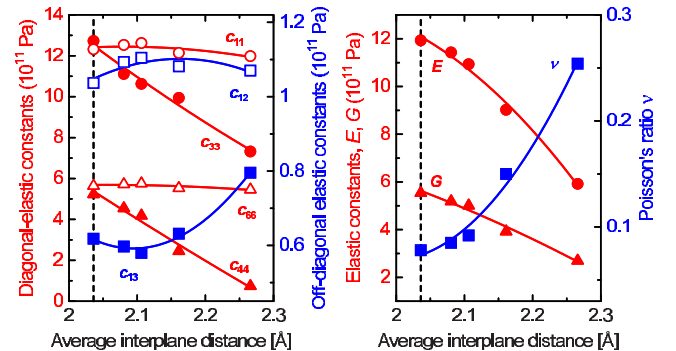 Diagonal-elastic constants (10¹¹ Pa)
14
12
10
8
6
4
2
0
c₁₁
c₁₂
c₃₃
c₆₆
c₁₃
c₄₄
1.2
1
0.8
0.6
Off-diagonal elastic constants (10¹¹ Pa)
2 2.1 2.2 2.3
Average interplane distance [Å]
Elastic constants, E, G (10¹¹ Pa)
12
10
8
6
4
2
E
ν
G
0.3
0.2
0.1
Poisson's ratio ν
2 2.1 2.2 2.3
Average interplane distance [Å]